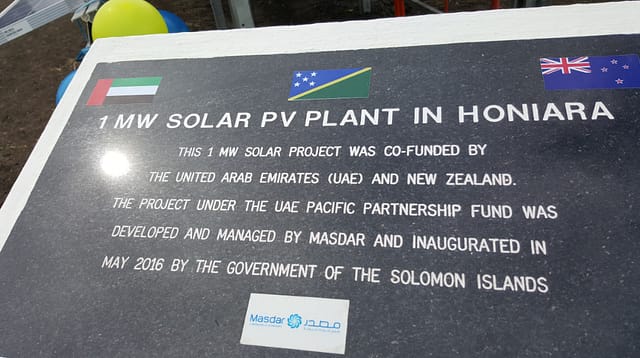 1 MW SOLAR PV PLANT IN HONIARA
THIS 1 MW SOLAR PROJECT WAS CO-FUNDED BY
THE UNITED ARAB EMIRATES (UAE) AND NEW ZEALAND.
THE PROJECT UNDER THE UAE PACIFIC PARTNERSHIP FUND WAS
DEVELOPED AND MANAGED BY MASDAR AND INAUGURATED IN
MAY 2016 BY THE GOVERNMENT OF THE SOLOMON ISLANDS
Masdar مصدر